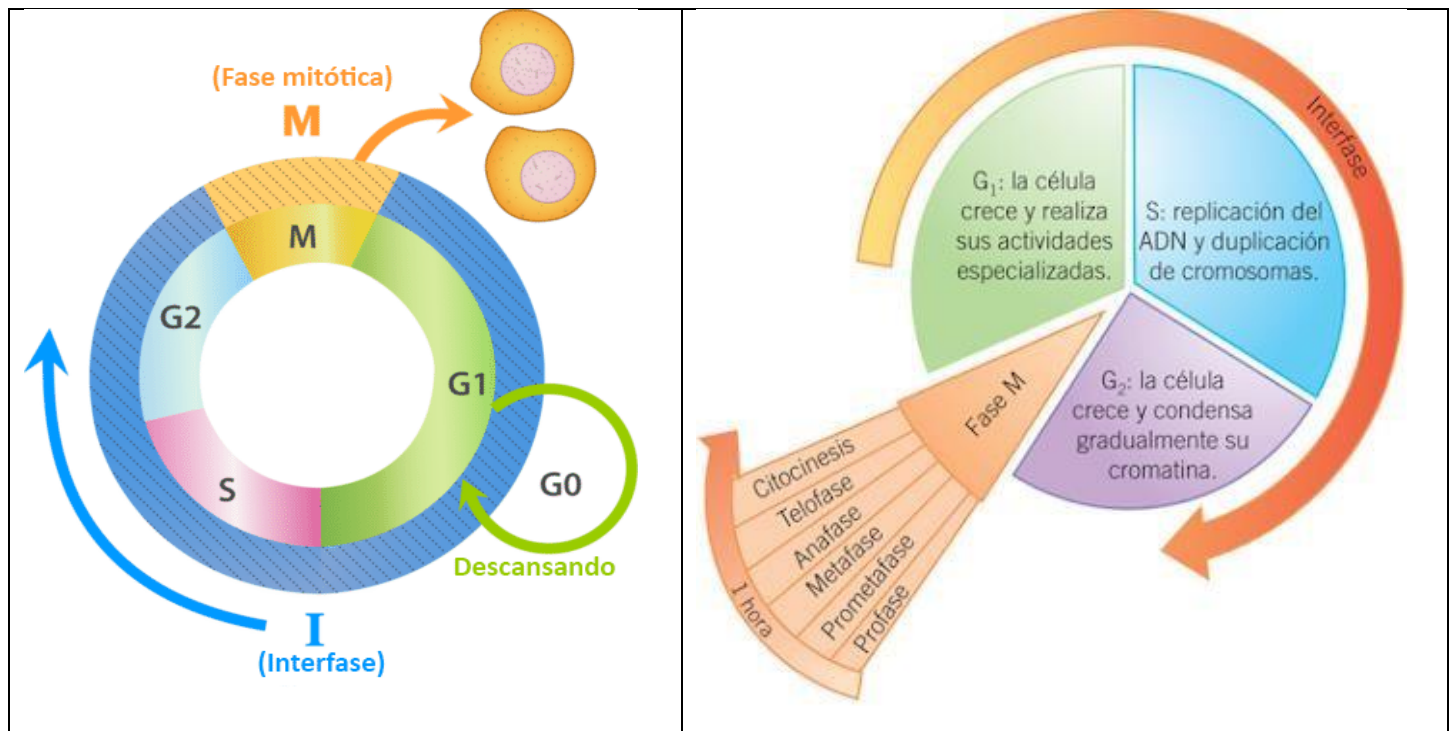 (Fase mitótica)
M
M
G2
G1
S
G0
Descansando
I
(Interfase)
Interfase
G₁: la célula
crece y realiza
sus actividades
especializadas.
S: replicación del
ADN y duplicación
de cromosomas.
G₂: la célula
crece y condensa
gradualmente su
cromatina.
Fase M
Citocinesis
Telofase
Anafase
Metafase
Prometafase
Profase
1 hora